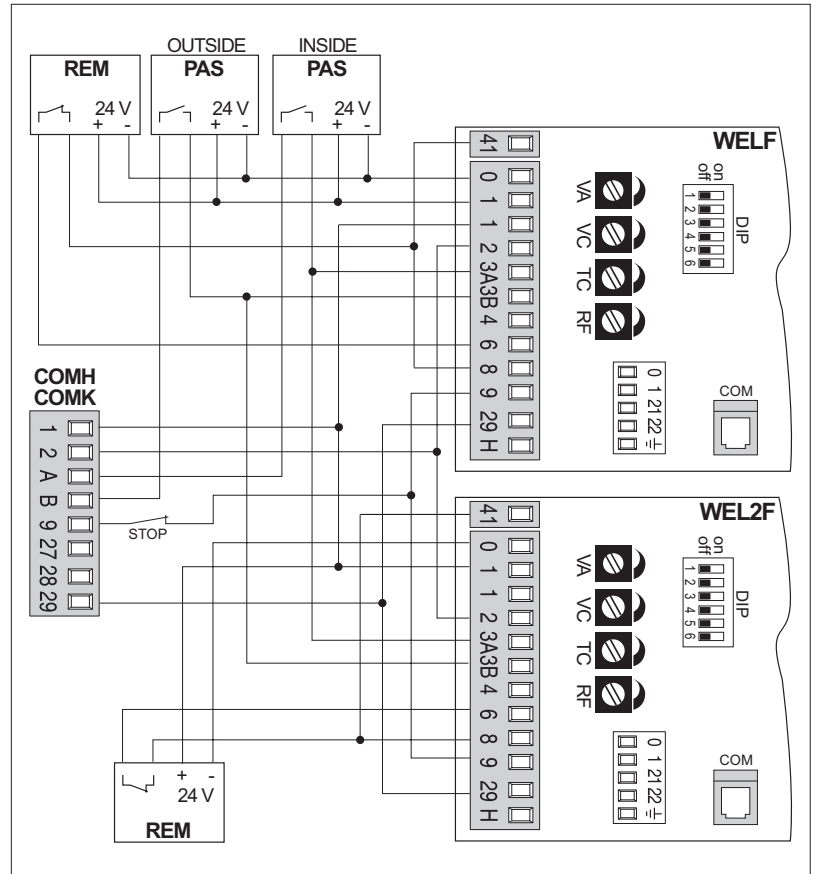 OUTSIDE
INSIDE
REM
PAS
PAS
24 V
+ -
24 V
+ -
24 V
+ -
WELF
41
0
1
1
2
3A
3B
4
6
8
9
29
H
VA
VC
TC
RF
on
off
1
2
3
4
5
6
DIP
0
1
21
22
COM
COMH
COMK
1
2
A
B
9
27
28
29
STOP
WEL2F
41
0
1
1
2
3A
3B
4
6
8
9
29
H
VA
VC
TC
RF
on
off
1
2
3
4
5
6
DIP
0
1
21
22
COM
+ -
24 V
REM